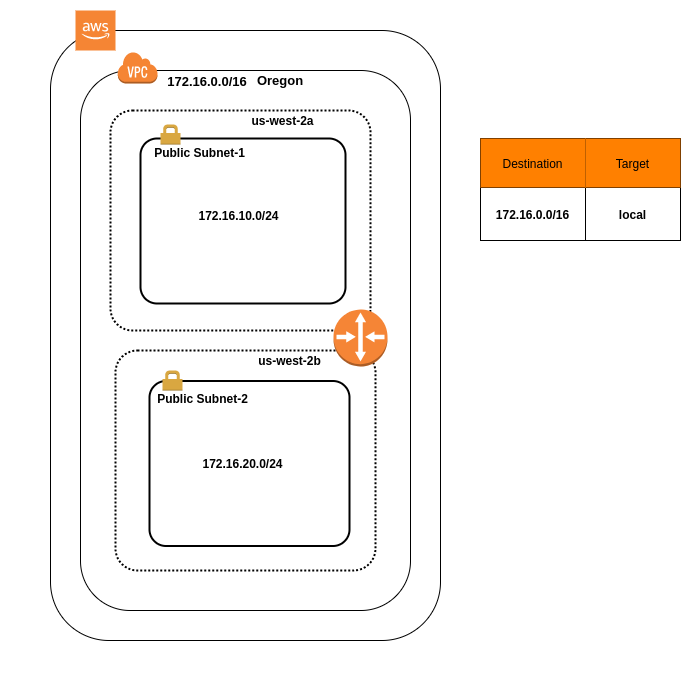 aws
VPC
172.16.0.0/16 Oregon
us-west-2a
Public Subnet-1
172.16.10.0/24
us-west-2b
Public Subnet-2
172.16.20.0/24
Destination Target
172.16.0.0/16 local